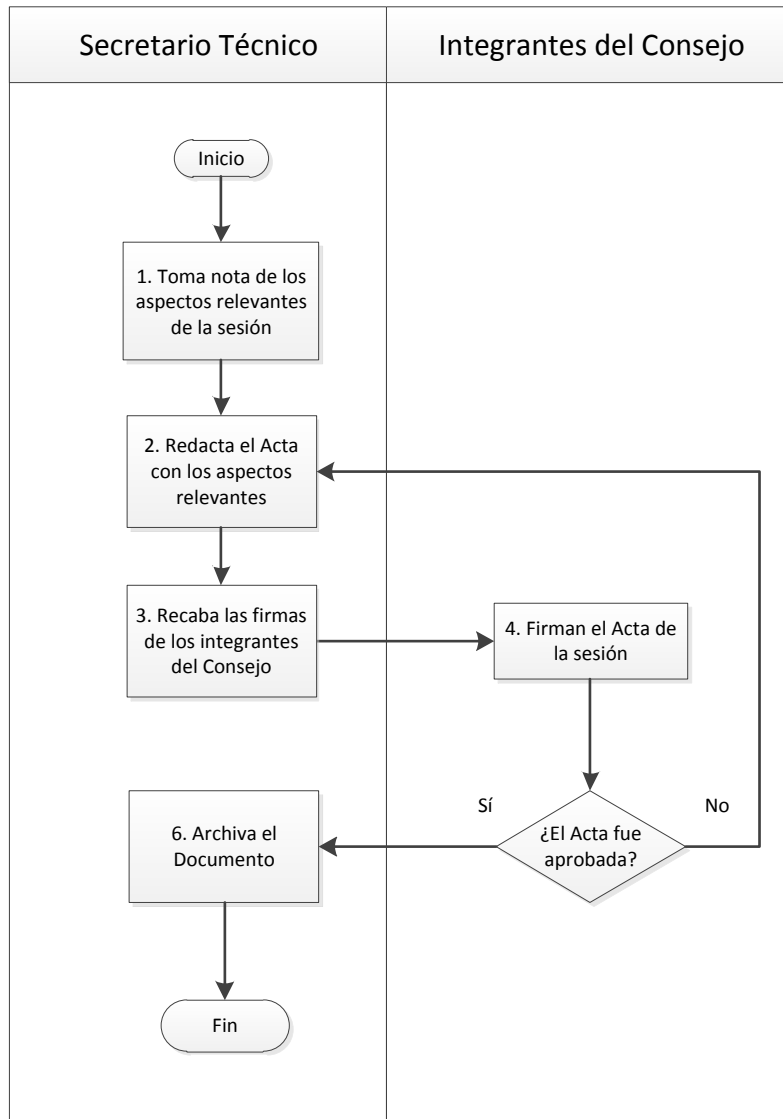 Secretario Técnico
Integrantes del Consejo
Inicio
1. Toma nota de los
aspectos relevantes
de la sesión
2. Redacta el Acta
con los aspectos
relevantes
3. Recaba las firmas
de los integrantes
del Consejo
4. Firman el Acta de
la sesión
Sí
No
¿El Acta fue
aprobada?
6. Archiva el
Documento
Fin